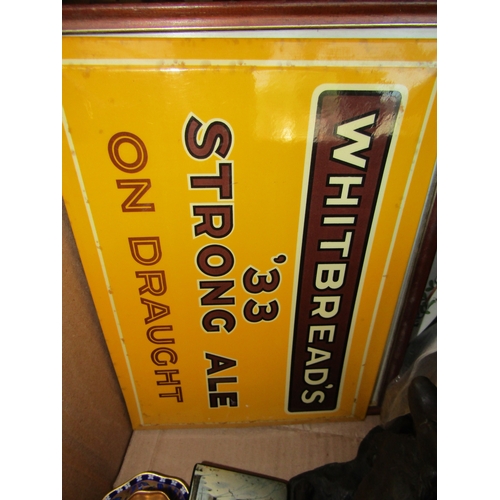 WHITBREAD'S
'33
STRONG ALE
ON DRAUGHT